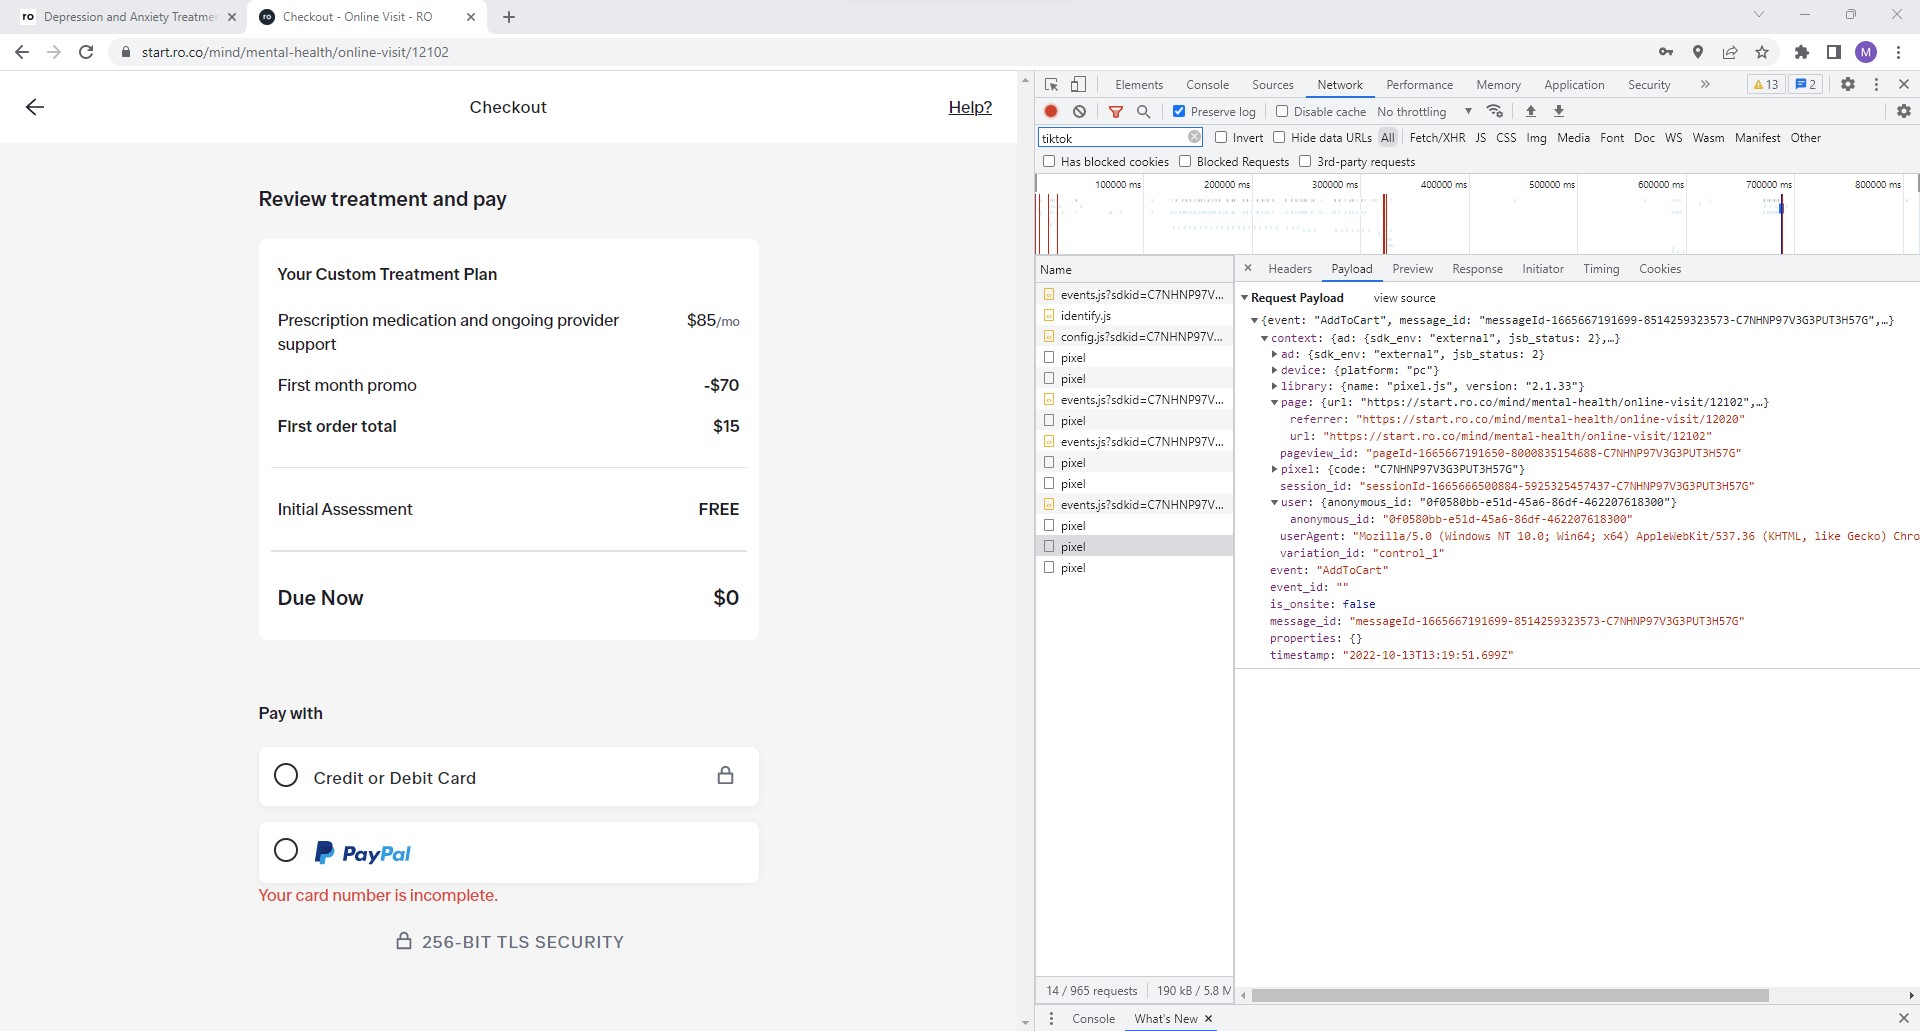 ro Depression and Anxiety Treatmen
ro Checkout - Online Visit - RO
start.ro.co/mind/mental-health/online-visit/12102
M
Checkout
Help?
Review treatment and pay
Your Custom Treatment Plan
Prescription medication and ongoing provider
support
$85/mo
First month promo
-$70
First order total
$15
Initial Assessment
FREE
Due Now
$0
Pay with
Credit or Debit Card
PayPal
Your card number is incomplete.
256-BIT TLS SECURITY
Elements Console Sources Network Performance Memory Application Security » 13 2
Preserve log Disable cache No throttling
tiktok Invert Hide data URLs All Fetch/XHR JS CSS Img Media Font Doc WS Wasm Manifest Other
Has blocked cookies Blocked Requests 3rd-party requests
100000 ms 200000 ms 300000 ms 400000 ms 500000 ms 600000 ms 700000 ms 800000 ms
Name
events.js?sdkid=C7NHNP97V...
identify.js
config.js?sdkid=C7NHNP97V...
pixel
pixel
events.js?sdkid=C7NHNP97V...
pixel
events.js?sdkid=C7NHNP97V...
pixel
pixel
events.js?sdkid=C7NHNP97V...
pixel
pixel
pixel
14 / 965 requests 190 kB / 5.8 M
Headers Payload Preview Response Initiator Timing Cookies
Request Payload view source
{event: "AddToCart", message_id: "messageId-1665667191699-8514259323573-C7NHNP97V3G3PUT3H57G",…}
context: {ad: {sdk_env: "external", jsb_status: 2},…}
ad: {sdk_env: "external", jsb_status: 2}
device: {platform: "pc"}
library: {name: "pixel.js", version: "2.1.33"}
page: {url: "https://start.ro.co/mind/mental-health/online-visit/12102",…}
referrer: "https://start.ro.co/mind/mental-health/online-visit/12020"
url: "https://start.ro.co/mind/mental-health/online-visit/12102"
pageview_id: "pageId-1665667191650-8000835154688-C7NHNP97V3G3PUT3H57G"
pixel: {code: "C7NHNP97V3G3PUT3H57G"}
session_id: "sessionId-1665666500884-5925325457437-C7NHNP97V3G3PUT3H57G"
user: {anonymous_id: "0f0580bb-e51d-45a6-86df-462207618300"}
anonymous_id: "0f0580bb-e51d-45a6-86df-462207618300"
userAgent: "Mozilla/5.0 (Windows NT 10.0; Win64; x64) AppleWebKit/537.36 (KHTML, like Gecko) Chro
variation_id: "control_1"
event: "AddToCart"
event_id: ""
is_onsite: false
message_id: "messageId-1665667191699-8514259323573-C7NHNP97V3G3PUT3H57G"
properties: {}
timestamp: "2022-10-13T13:19:51.699Z"
Console What's New